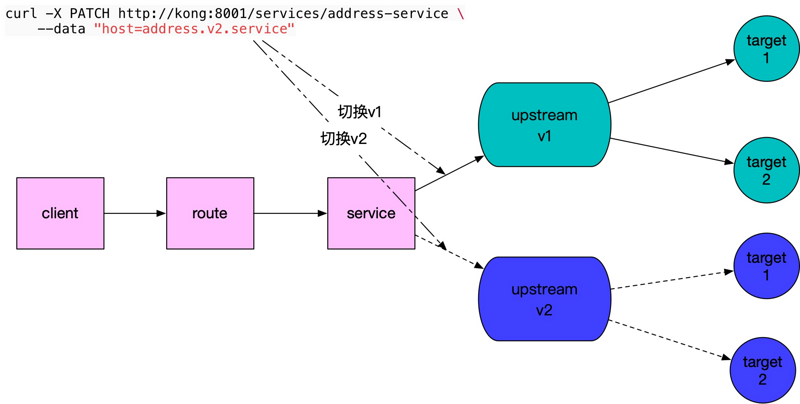 curl -X PATCH http://kong:8001/services/address-service \
--data "host=address.v2.service"
切换v1
切换v2
client
route
service
upstream
v1
upstream
v2
target
1
target
2
target
1
target
2